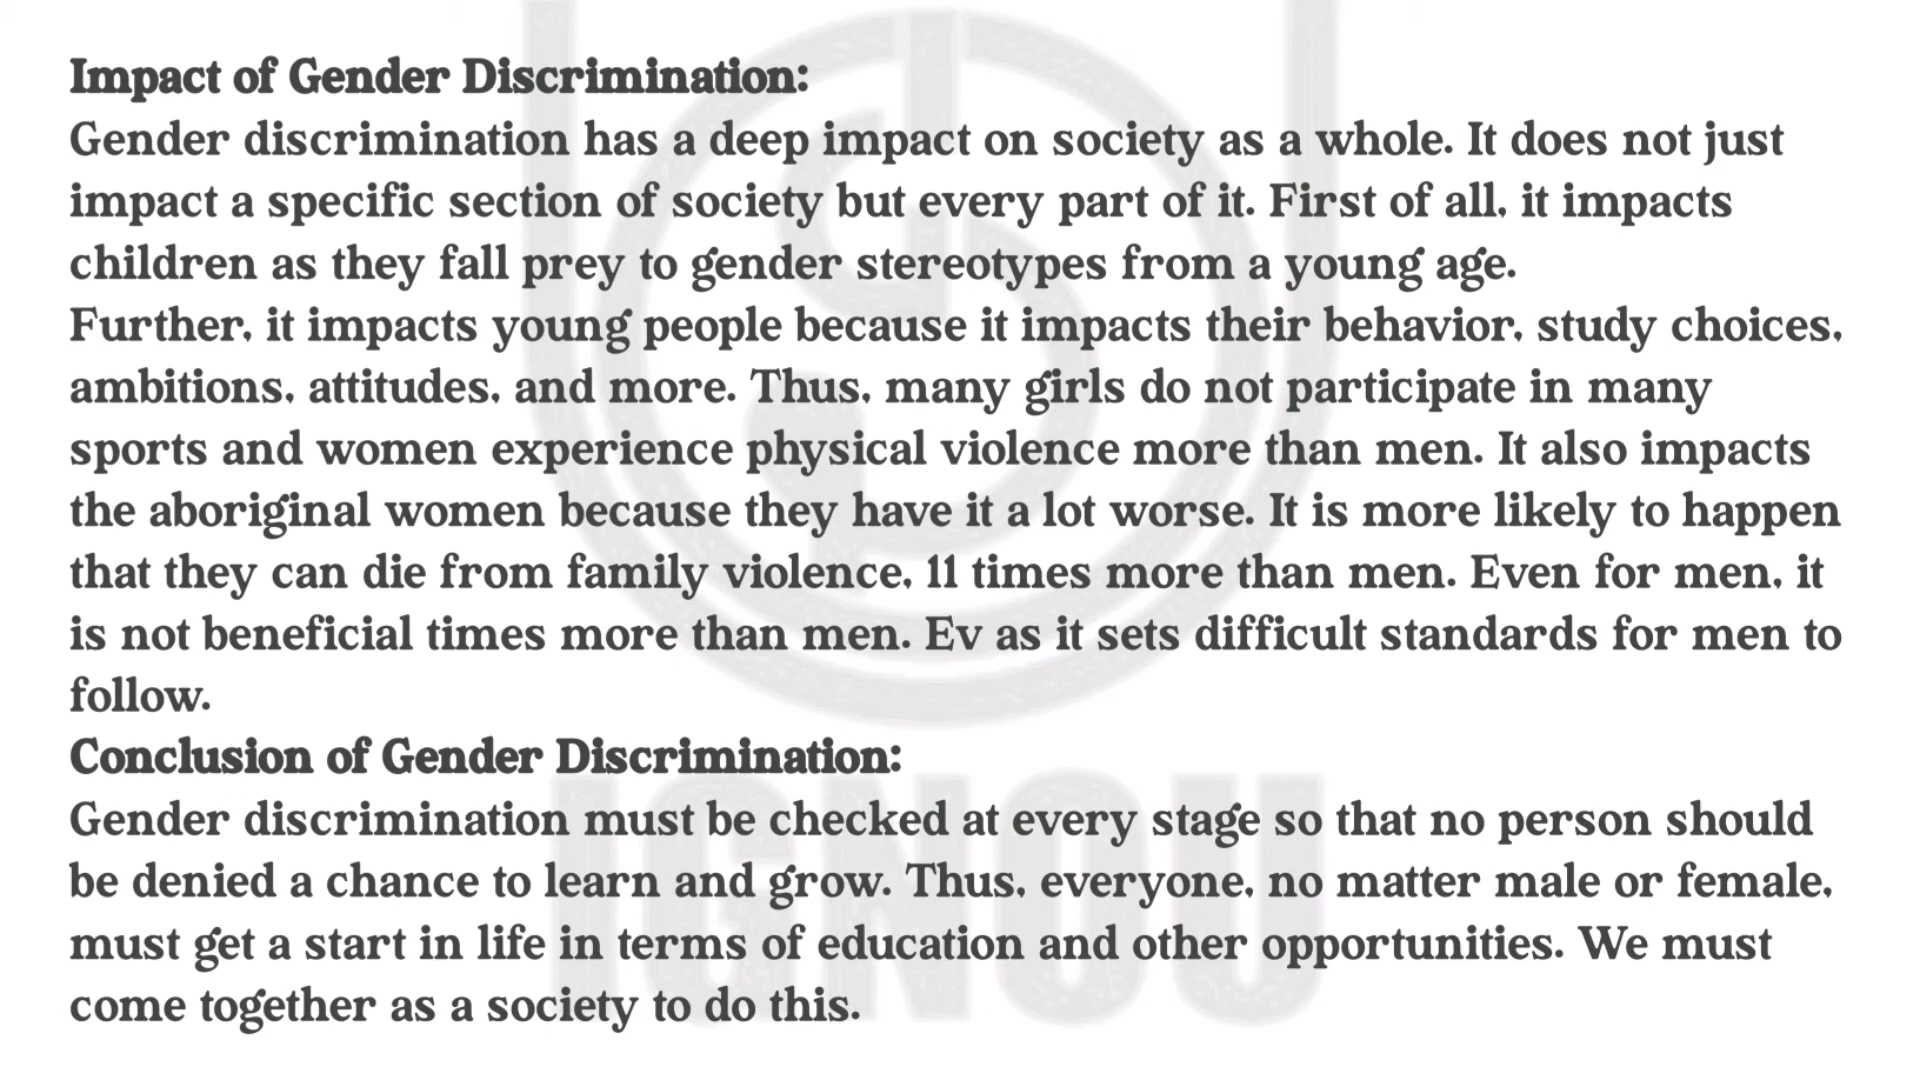 Impact of Gender Discrimination:
Gender discrimination has a deep impact on society as a whole. It does not just
impact a specific section of society but every part of it. First of all, it impacts
children as they fall prey to gender stereotypes from a young age.
Further, it impacts young people because it impacts their behavior, study choices,
ambitions, attitudes, and more. Thus, many girls do not participate in many
sports and women experience physical violence more than men. It also impacts
the aboriginal women because they have it a lot worse. It is more likely to happen
that they can die from family violence, 11 times more than men. Even for men, it
is not beneficial times more than men. Ev as it sets difficult standards for men to
follow.
Conclusion of Gender Discrimination:
Gender discrimination must be checked at every stage so that no person should
be denied a chance to learn and grow. Thus, everyone, no matter male or female,
must get a start in life in terms of education and other opportunities. We must
come together as a society to do this.
IGNOU